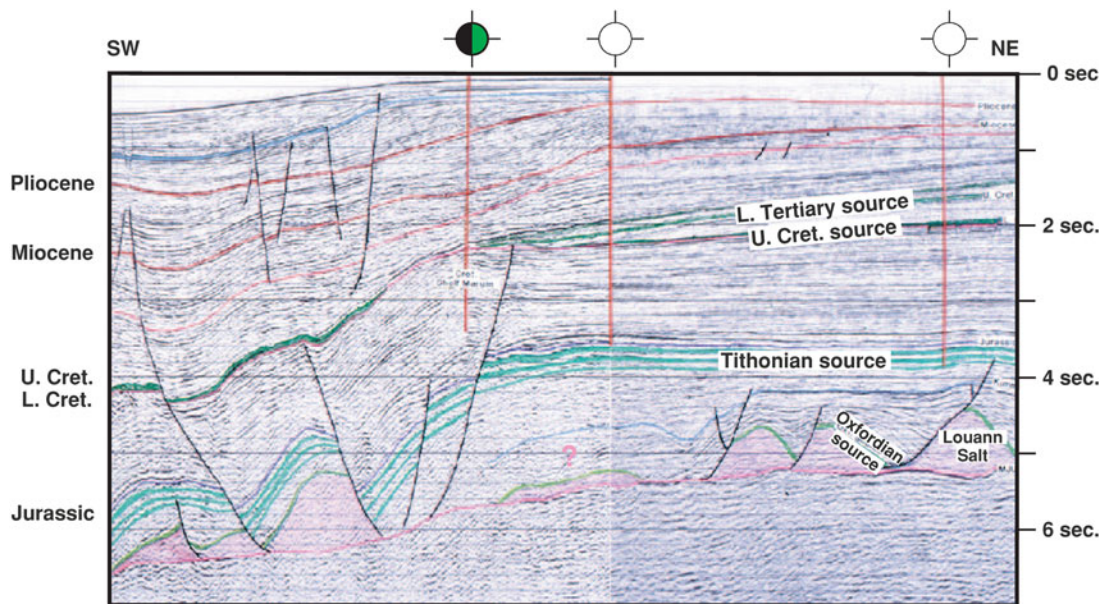 SW
NE
0 sec
Pliocene
Miocene
Pliocene
L. Tertiary source
U. Cret.
2 sec.
U. Cret. source
Miocene
Cret
Shelf Margin
Tithonian source
Jurassic
U. Cret.
L. Cret.
4 sec.
Oxfordian
source
Louann
Salt
?
MJU
Jurassic
6 sec.